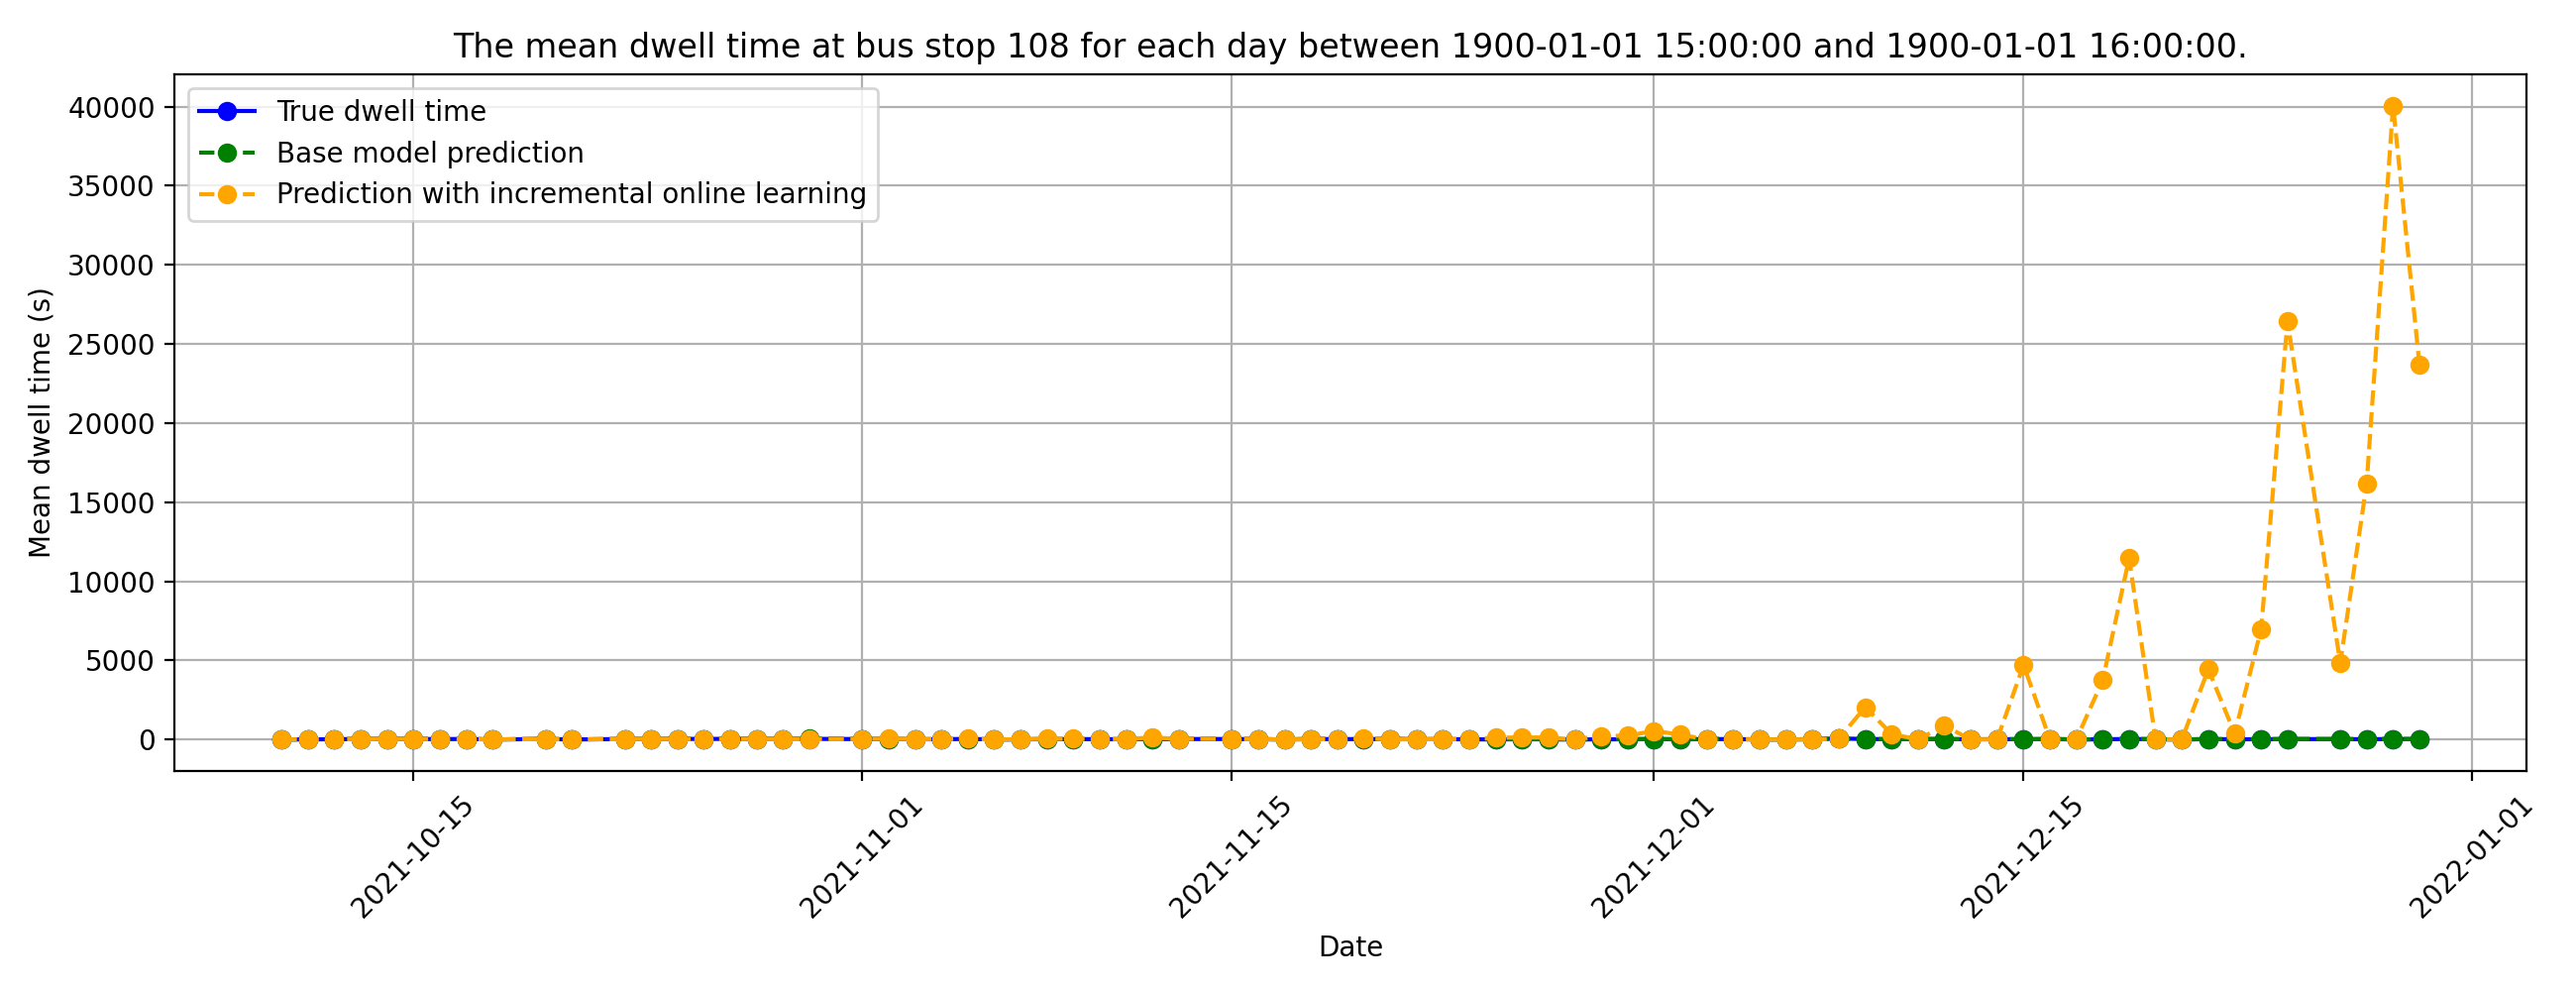 The mean dwell time at bus stop 108 for each day between 1900-01-01 15:00:00 and 1900-01-01 16:00:00.
True dwell time
Base model prediction
Prediction with incremental online learning
Mean dwell time (s)
40000
35000
30000
25000
20000
15000
10000
5000
0
2021-10-15
2021-11-01
2021-11-15
2021-12-01
2021-12-15
2022-01-01
Date